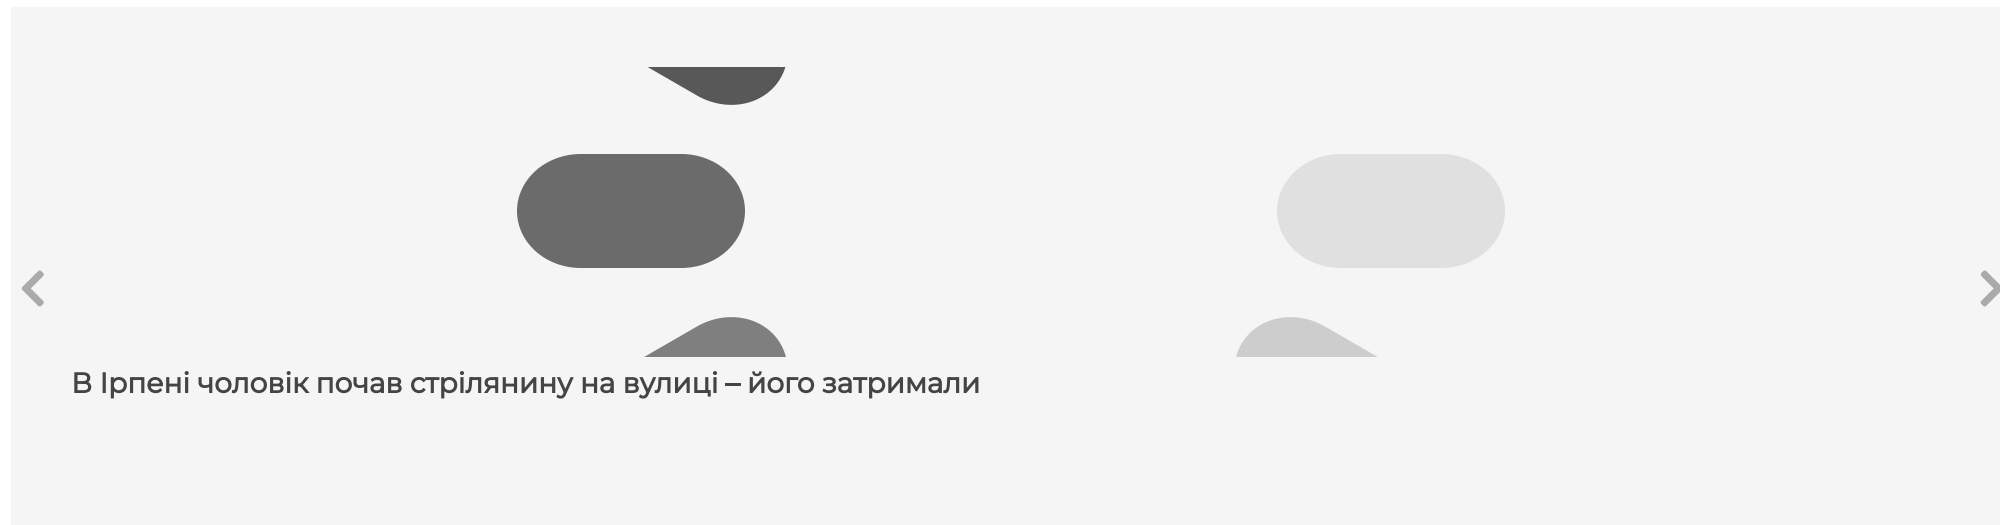 В Ірпені чоловік почав стрілянину на вулиці – його затримали